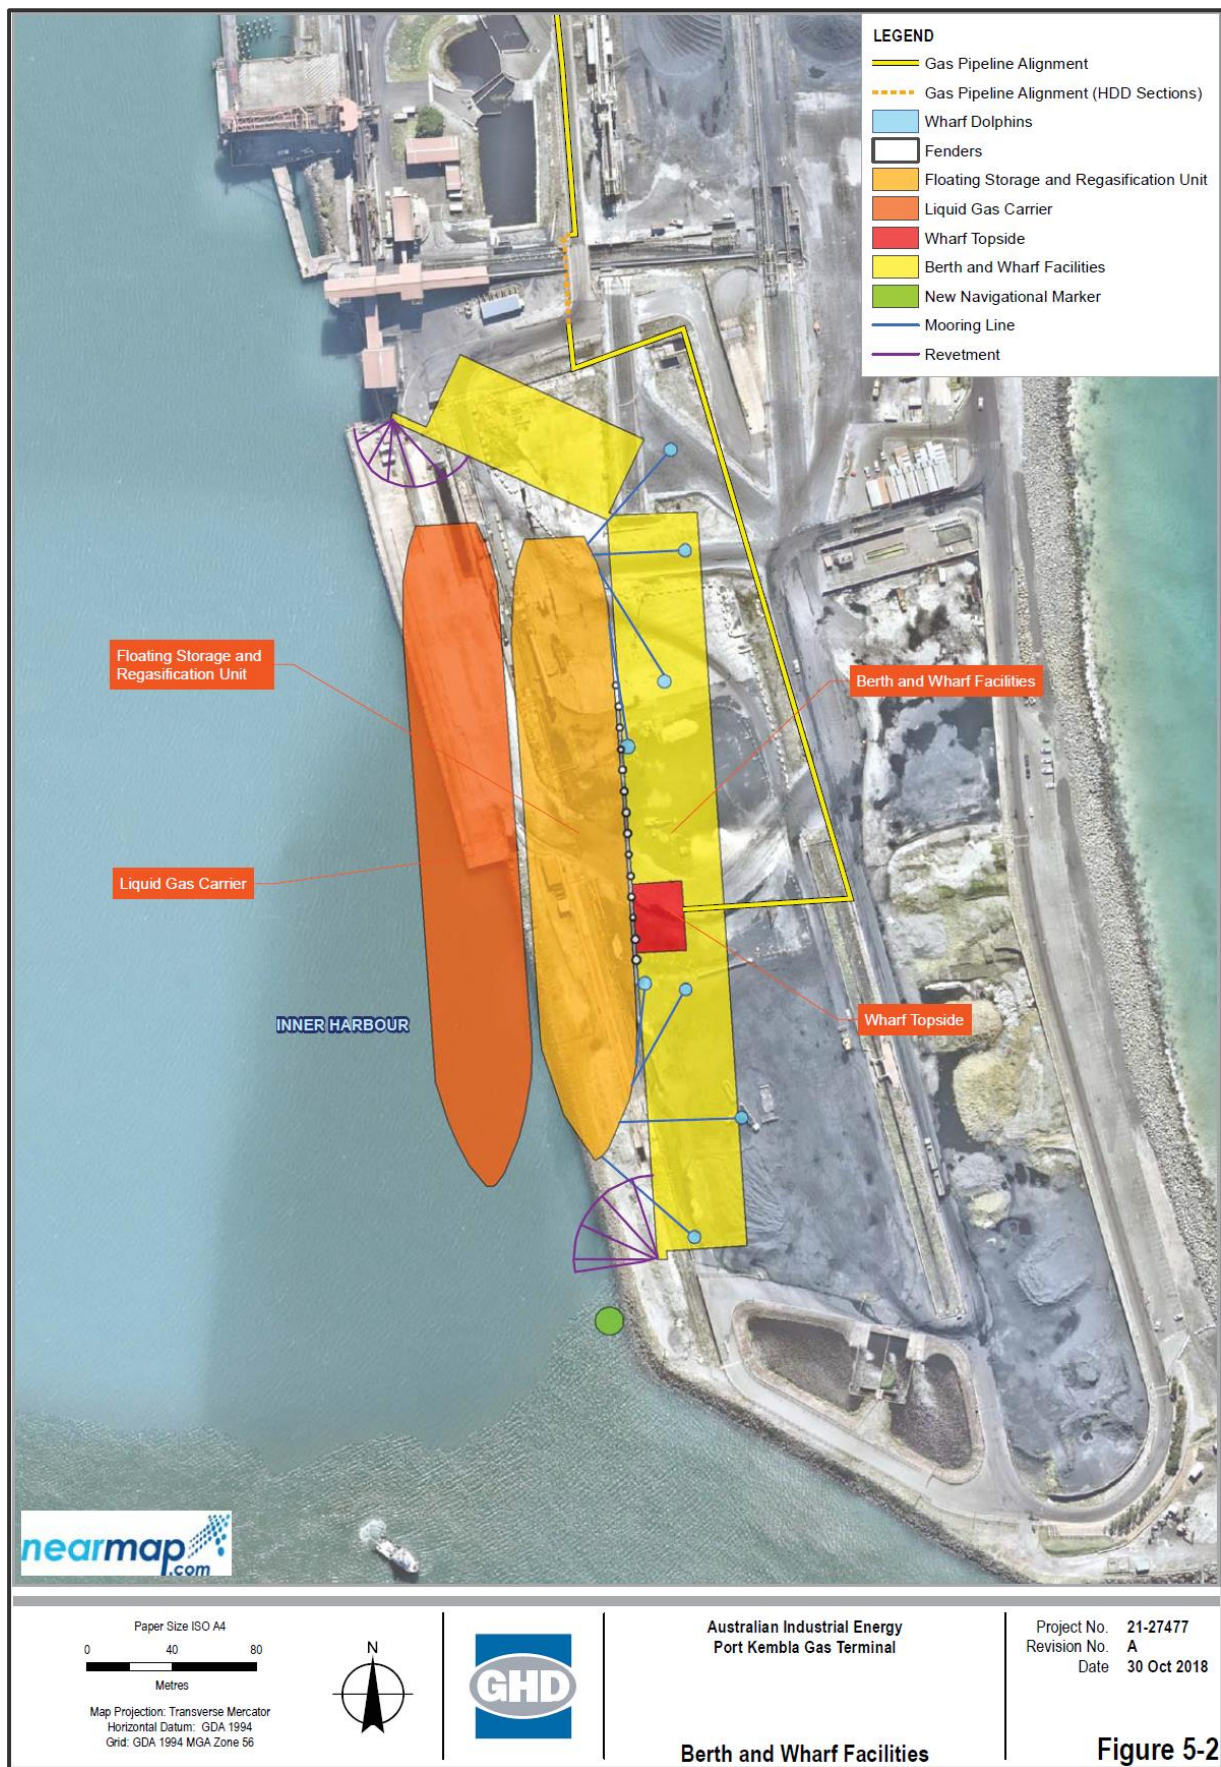 LEGEND
Gas Pipeline Alignment
Gas Pipeline Alignment (HDD Sections)
Wharf Dolphins
Fenders
Floating Storage and Regasification Unit
Liquid Gas Carrier
Wharf Topside
Berth and Wharf Facilities
New Navigational Marker
Mooring Line
Revetment
Floating Storage and
Regasification Unit
Berth and Wharf Facilities
Liquid Gas Carrier
Wharf Topside
INNER HARBOUR
nearmap
.com
Paper Size ISO A4
0 40 80
Metres
Map Projection: Transverse Mercator
Horizontal Datum: GDA 1994
Grid: GDA 1994 MGA Zone 56
N
GHD
Australian Industrial Energy
Port Kembla Gas Terminal
Berth and Wharf Facilities
Project No. 21-27477
Revision No. A
Date 30 Oct 2018
Figure 5-2